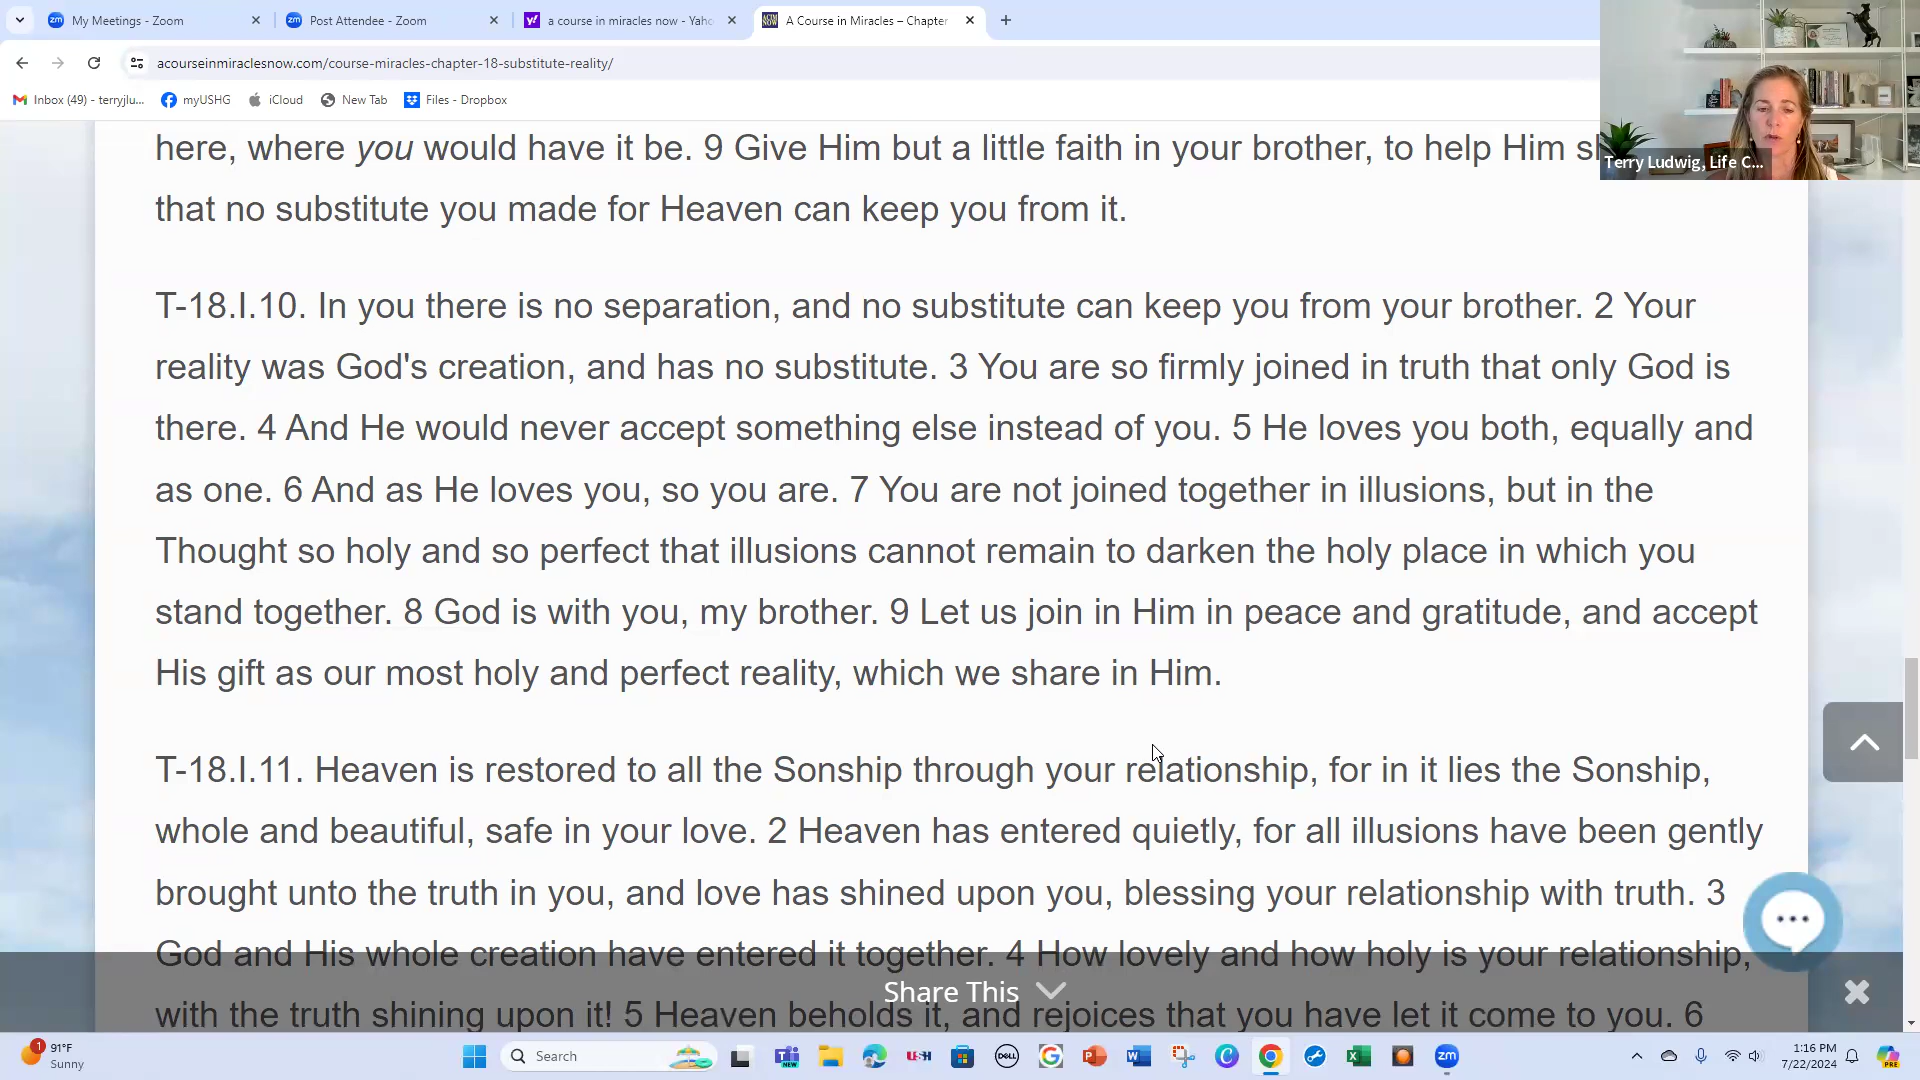 My Meetings - Zoom
Post Attendee - Zoom
a course in miracles now - Yaho
A Course in Miracles – Chapter
acourseinmiraclesnow.com/course-miracles-chapter-18-substitute-reality/
Inbox (49) - terryjlu...
myUSHG
iCloud
New Tab
Files - Dropbox
Terry Ludwig, Life C...
here, where you would have it be. 9 Give Him but a little faith in your brother, to help Him
that no substitute you made for Heaven can keep you from it.
T-18.I.10. In you there is no separation, and no substitute can keep you from your brother. 2 Your
reality was God's creation, and has no substitute. 3 You are so firmly joined in truth that only God is
there. 4 And He would never accept something else instead of you. 5 He loves you both, equally and
as one. 6 And as He loves you, so you are. 7 You are not joined together in illusions, but in the
Thought so holy and so perfect that illusions cannot remain to darken the holy place in which you
stand together. 8 God is with you, my brother. 9 Let us join in Him in peace and gratitude, and accept
His gift as our most holy and perfect reality, which we share in Him.
T-18.I.11. Heaven is restored to all the Sonship through your relationship, for in it lies the Sonship,
whole and beautiful, safe in your love. 2 Heaven has entered quietly, for all illusions have been gently
brought unto the truth in you, and love has shined upon you, blessing your relationship with truth. 3
God and His whole creation have entered it together. 4 How lovely and how holy is your relationship,
Share This
with the truth shining upon it! 5 Heaven beholds it, and rejoices that you have let it come to you. 6
1
91°F
Sunny
Search
NEW
USH
DELL
zm
1:16 PM
7/22/2024
PRE